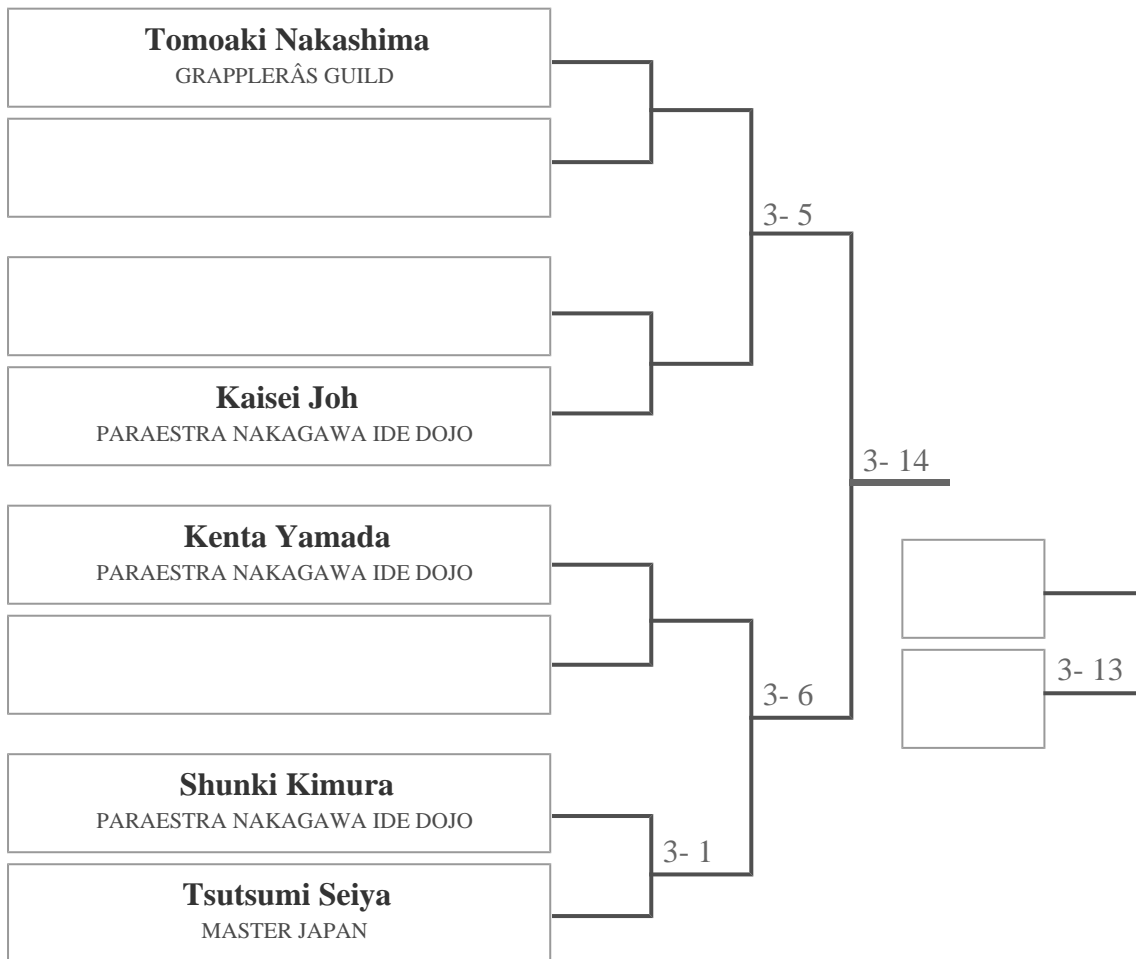 Tomoaki Nakashima
GRAPPLERÂS GUILD
3- 5
Kaisei Joh
PARAESTRA NAKAGAWA IDE DOJO
3- 14
Kenta Yamada
PARAESTRA NAKAGAWA IDE DOJO
3- 13
3- 6
Shunki Kimura
PARAESTRA NAKAGAWA IDE DOJO
3- 1
Tsutsumi Seiya
MASTER JAPAN